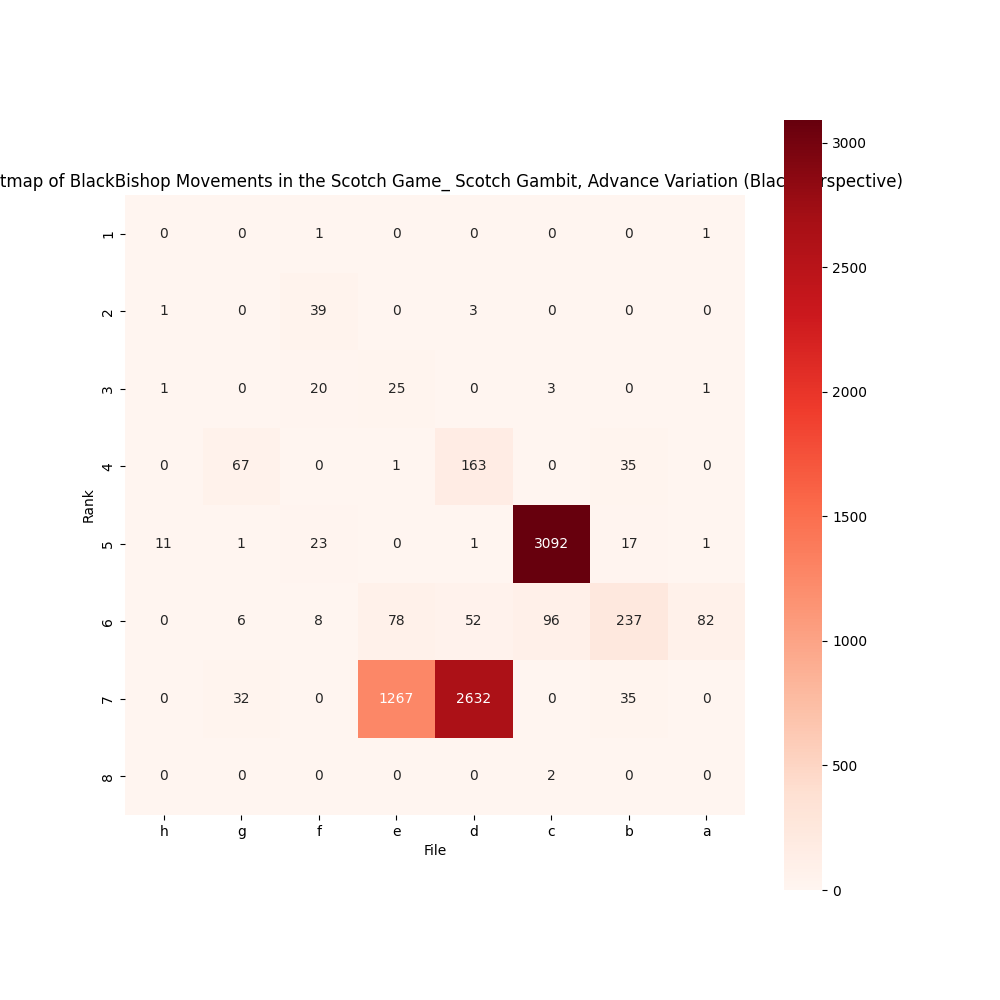 tmap of BlackBishop Movements in the Scotch Game_ Scotch Gambit, Advance Variation (Blac rspective)
1 0 0 1 0 0 0 0 1
2 1 0 39 0 3 0 0 0
3 1 0 20 25 0 3 0 1
4 0 67 0 1 163 0 35 0
5 11 1 23 0 1 3092 17 1
6 0 6 8 78 52 96 237 82
7 0 32 0 1267 2632 0 35 0
8 0 0 0 0 0 2 0 0
h g f e d c b a
File
Rank
3000
2500
2000
1500
1000
500
0